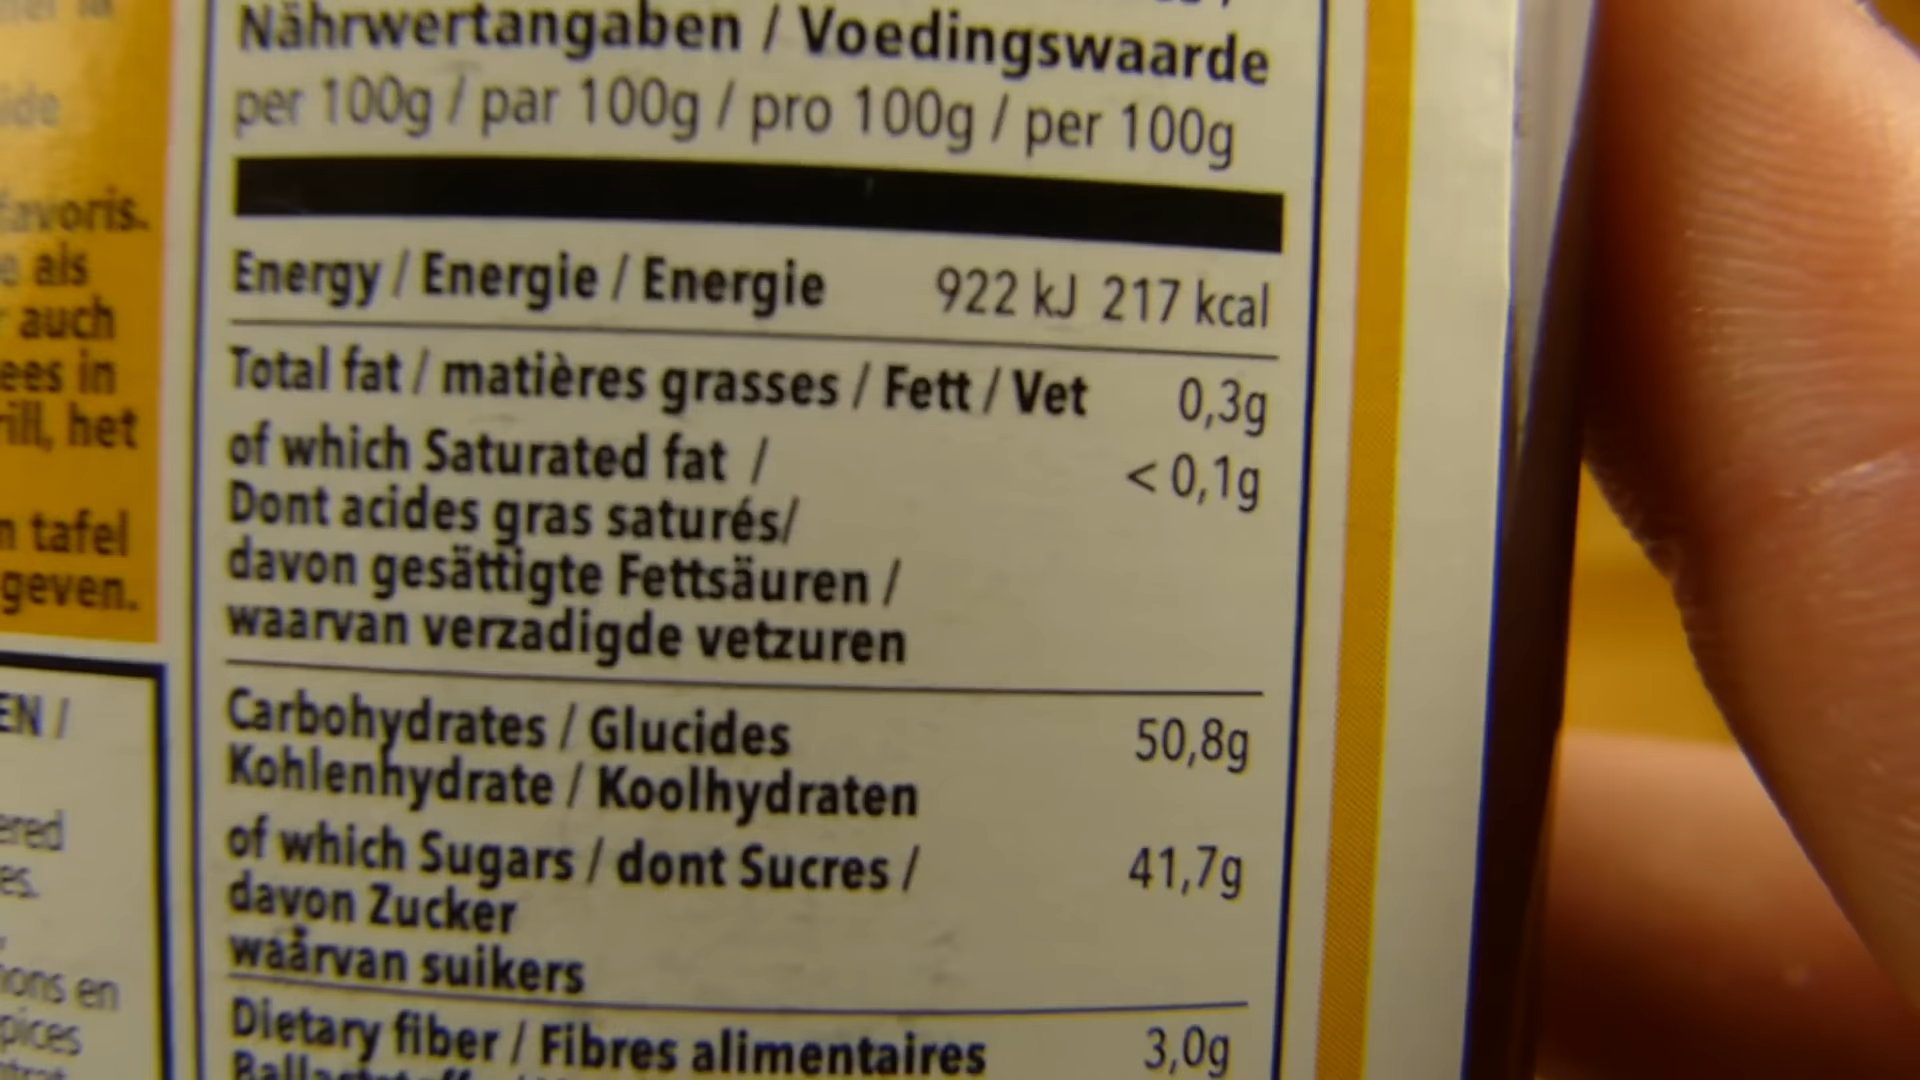 favoris.
als
auch
ees in
rill, het
tafel
geven.
EN /
ered
es.
ions en
pices
Nährwertangaben / Voedingswaarde
per 100g / par 100g / pro 100g / per 100g
Energy / Energie / Energie 922 kJ 217 kcal
Total fat / matières grasses / Fett / Vet 0,3g
of which Saturated fat / < 0,1g
Dont acides gras saturés/
davon gesättigte Fettsäuren /
waarvan verzadigde vetzuren
Carbohydrates / Glucides 50,8g
Kohlenhydrate / Koolhydraten
of which Sugars / dont Sucres / 41,7g
davon Zucker
waarvan suikers
Dietary fiber / Fibres alimentaires 3,0g